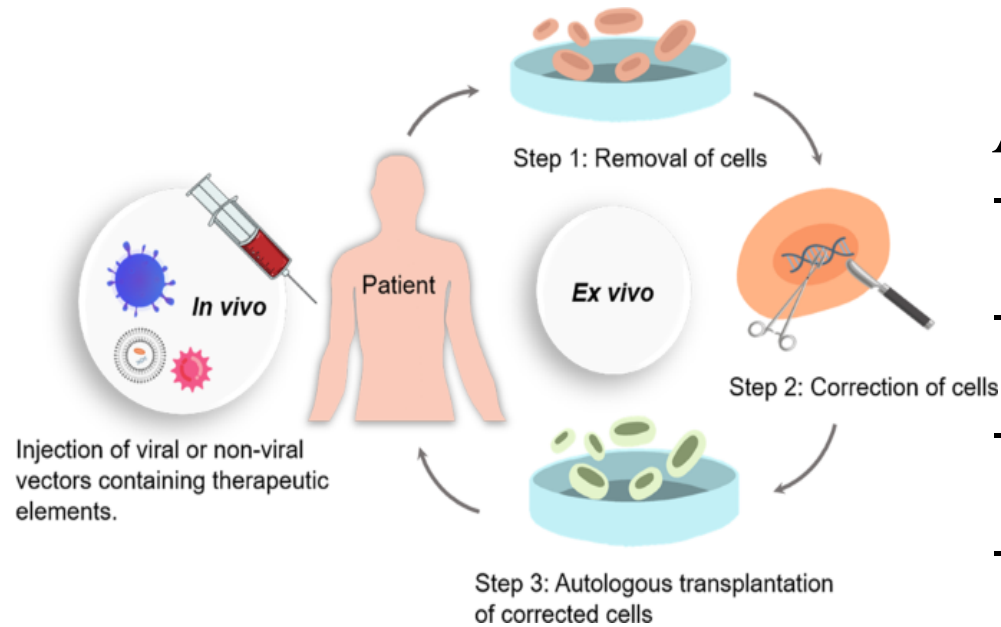 Step 1: Removal of cells
In vivo
Patient
Ex vivo
Step 2: Correction of cells
Injection of viral or non-viral
vectors containing therapeutic
elements.
Step 3: Autologous transplantation
of corrected cells